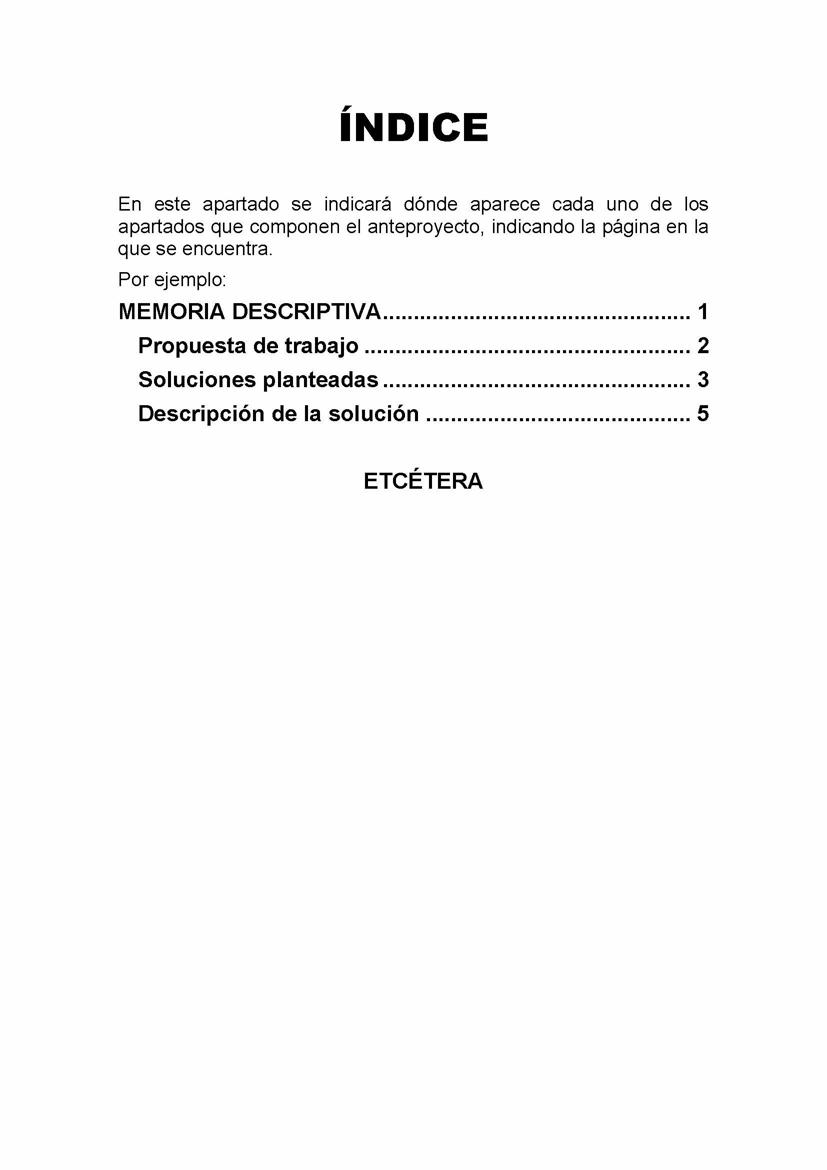 ÍNDICE
En este apartado se indicará dónde aparece cada uno de los
apartados que componen el anteproyecto, indicando la página en la
que se encuentra.
Por ejemplo:
MEMORIA DESCRIPTIVA.................................................. 1
Propuesta de trabajo ..................................................... 2
Soluciones planteadas .................................................. 3
Descripción de la solución ........................................... 5
ETCÉTERA